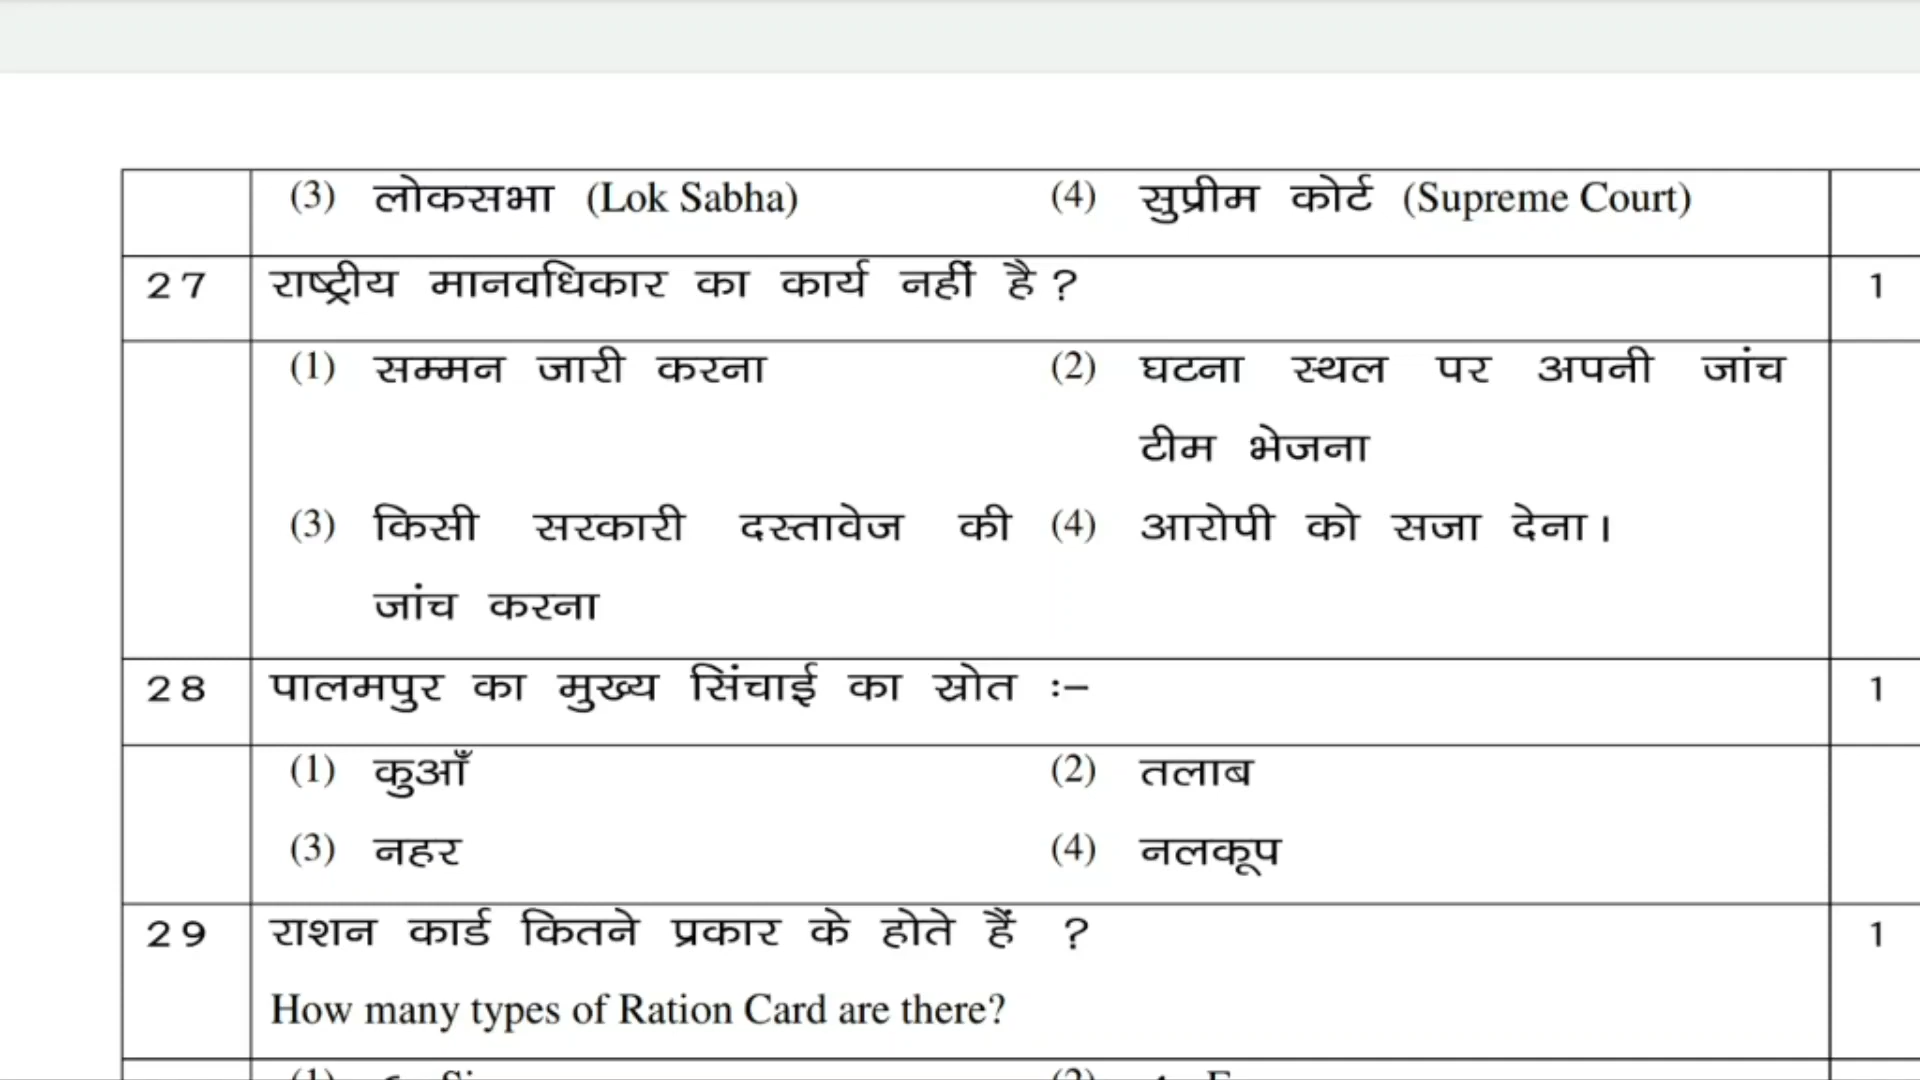 (3) लोकसभा (Lok Sabha) (4) सुप्रीम कोर्ट (Supreme Court)
27 राष्ट्रीय मानवधिकार का कार्य नहीं है? 1
(1) सम्मन जारी करना (2) घटना स्थल पर अपनी जांच
टीम भेजना
(3) किसी सरकारी दस्तावेज की (4) आरोपी को सजा देना।
जांच करना
28 पालमपुर का मुख्य सिंचाई का स्रोत :– 1
(1) कुआँ (2) तलाब
(3) नहर (4) नलकूप
29 राशन कार्ड कितने प्रकार के होते हैं ? 1
How many types of Ration Card are there?